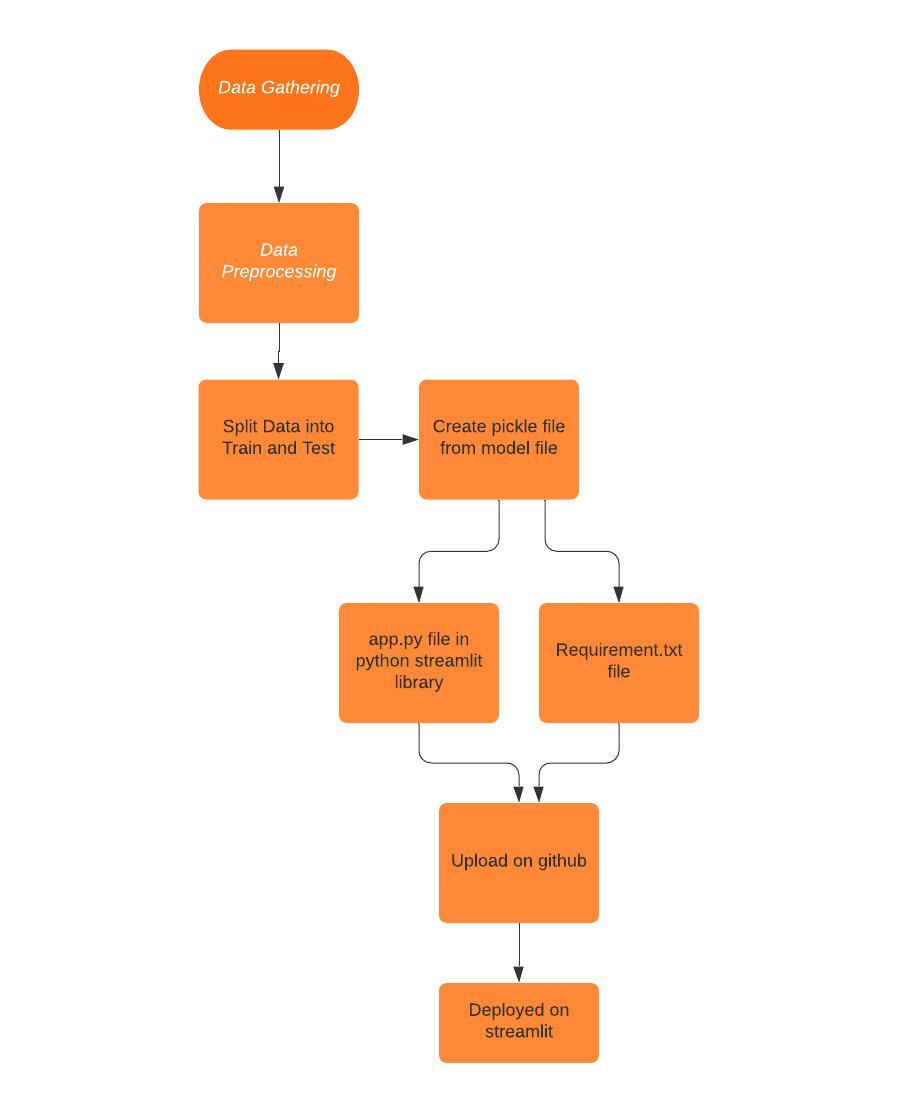 Data Gathering
Data
Preprocessing
Split Data into
Train and Test
Create pickle file
from model file
app.py file in
python streamlit
library
Requirement.txt
file
Upload on github
Deployed on
streamlit